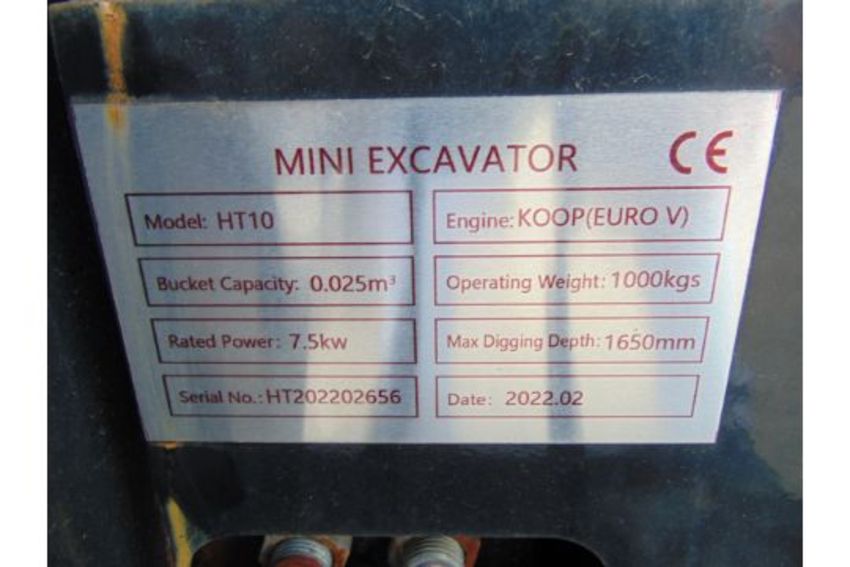 MINI EXCAVATOR CE
Model: HT10 Engine: KOOP(EURO V)
Bucket Capacity: 0.025m³ Operating Weight: 1000kgs
Rated Power: 7.5kw Max Digging Depth: 1650mm
Serial No.: HT202202656 Date: 2022.02